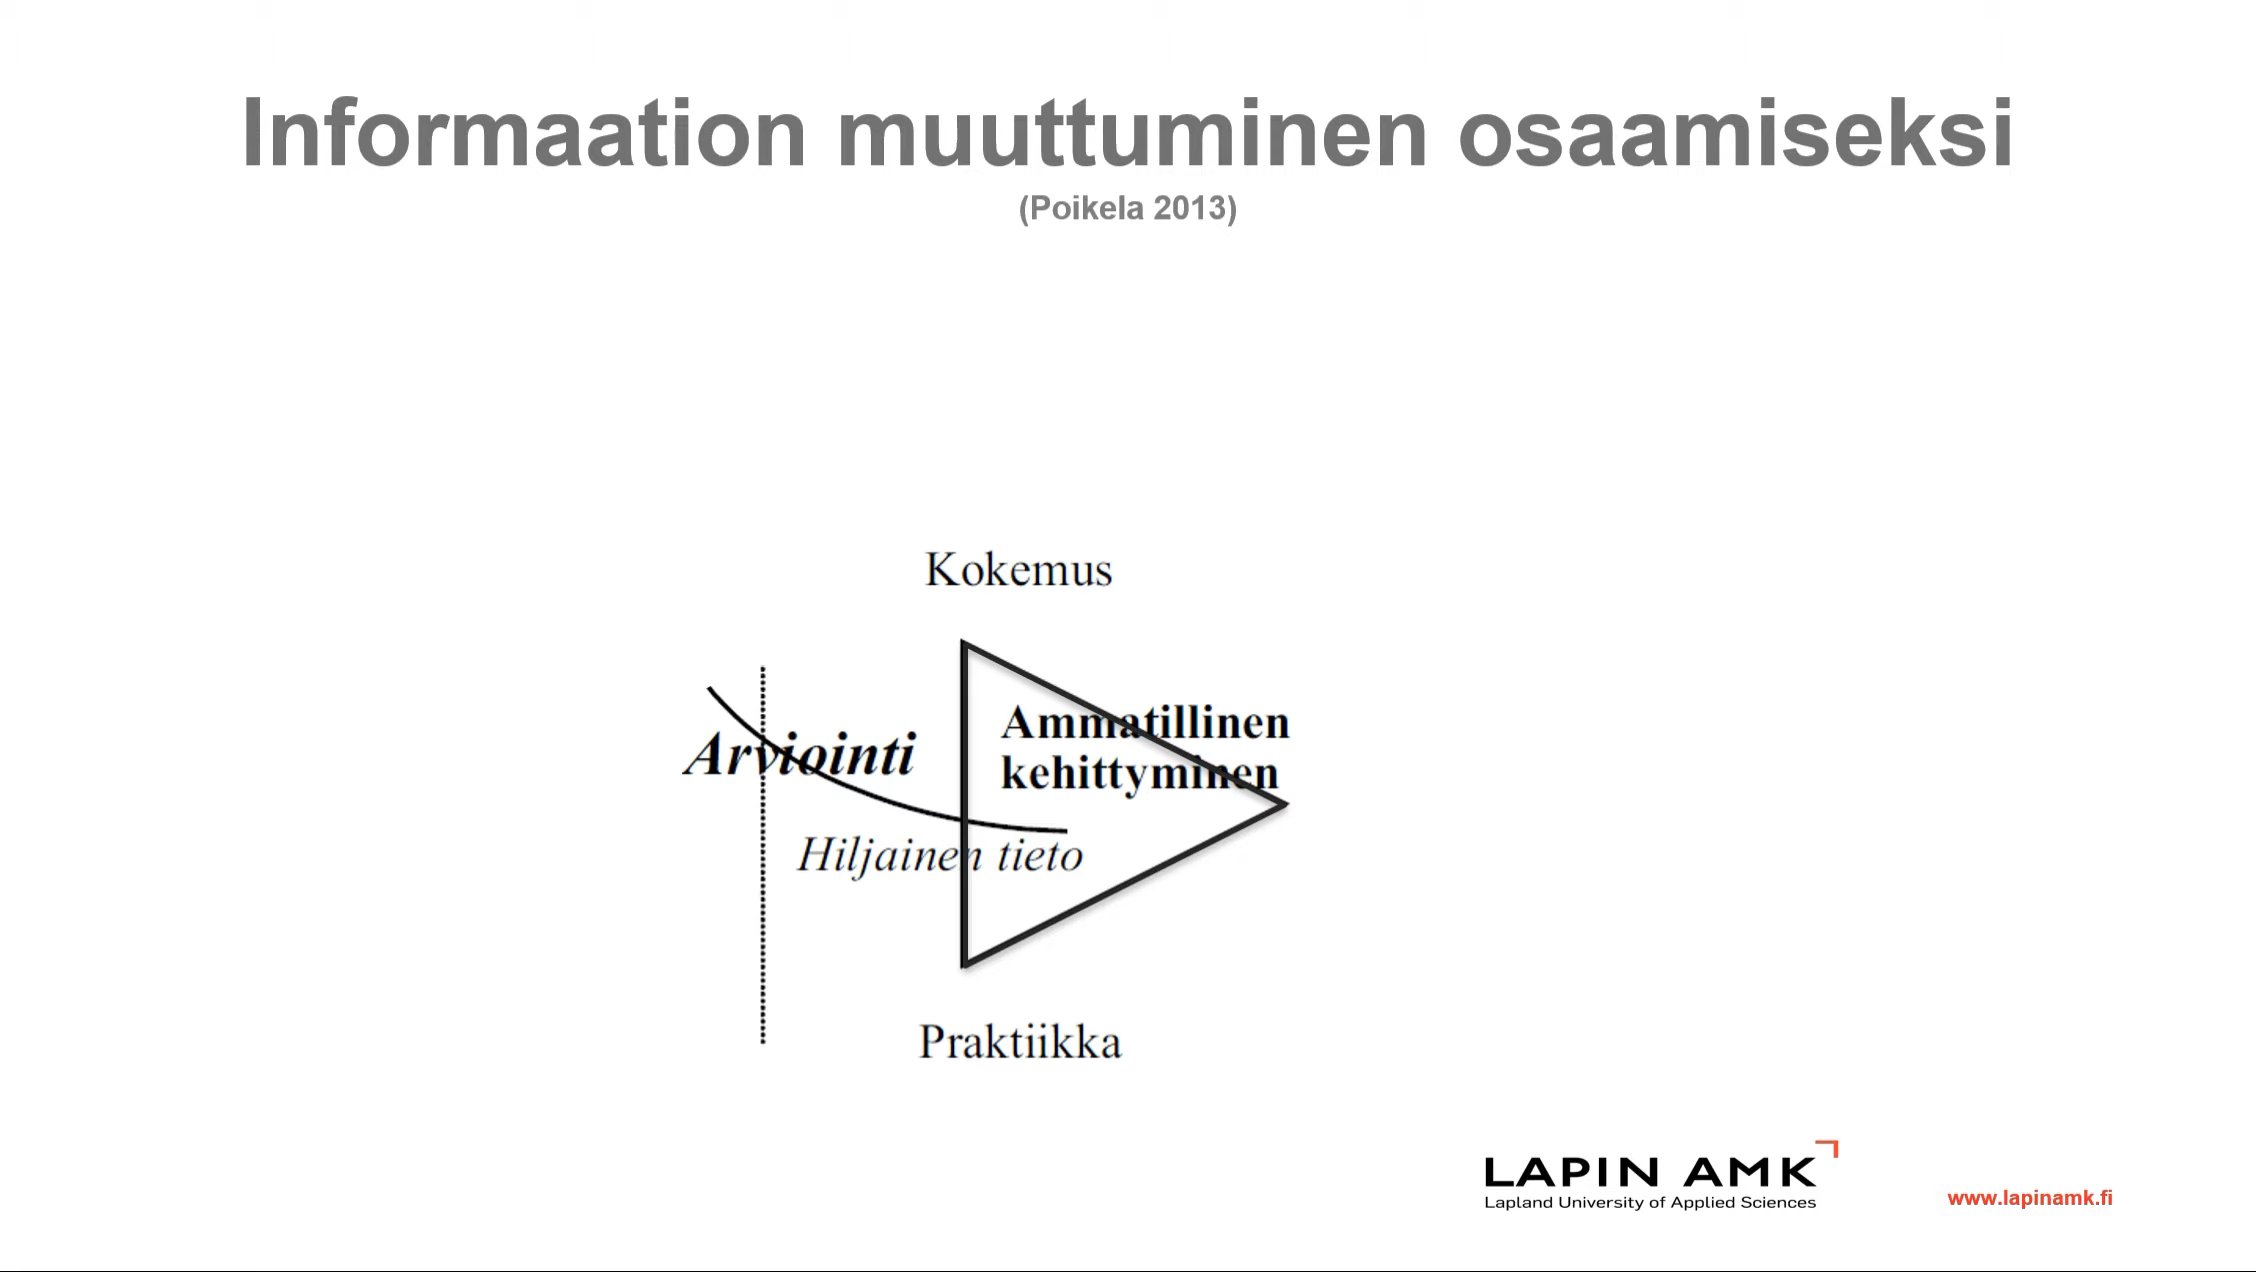 Informaation muuttuminen osaamiseksi
(Poikela 2013)
Kokemus
Ammatillinen
kehittyminen
Arviointi
Hiljainen tieto
Praktiikka
LAPIN AMK
Lapland University of Applied Sciences
www.lapinamk.fi